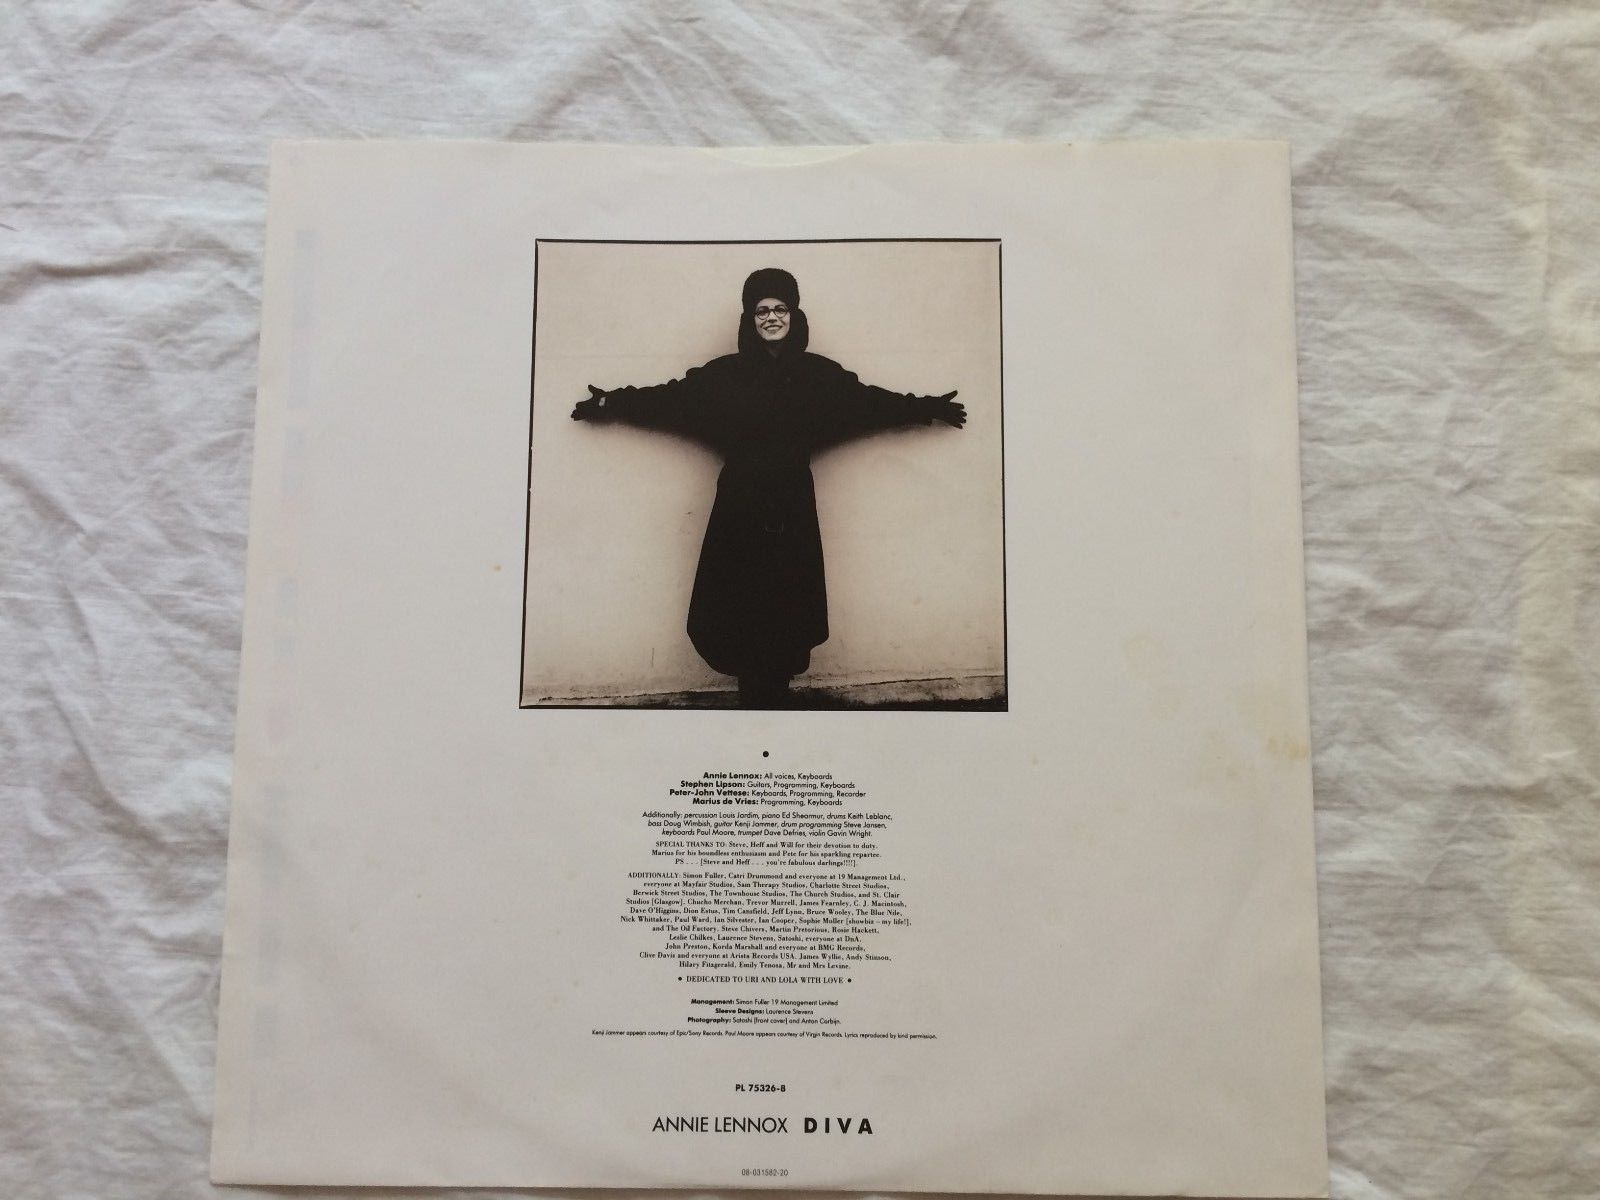 Annie Lennox: All voices, Keyboards
Stephen Lipson: Guitars, Programming, Keyboards
Peter-John Vettese: Keyboards, Programming, Recorder
Marius de Vries: Programming, Keyboards
Additionally: percussion Louis Jardim, piano Ed Shearmur, drums Keith Leblanc,
bass Doug Wimbish, guitar Kenji Jammer, drum programming Steve Jansen,
keyboards Paul Moore, trumpet Dave Defries, violin Gavin Wright.
SPECIAL THANKS TO: Steve, Heff and Will for their devotion to duty.
Marius for his boundless enthusiasm and Pete for his sparkling repartee.
PS . . . [Steve and Heff . . . you're fabulous darlings!!!!].
ADDITIONALLY: Simon Fuller, Catri Drummond and everyone at 19 Management Ltd.,
everyone at Mayfair Studios, Sam Therapy Studios, Charlotte Street Studios,
Berwick Street Studios, The Townhouse Studios, The Church Studios, and St. Clair
Studios [Glasgow]. Chucho Merchan, Trevor Murrell, James Fearnley, C. J. Macintosh,
Dave O'Higgins, Dion Estus, Tim Cansfield, Jeff Lynn, Bruce Wooley, The Blue Nile,
Nick Whittaker, Paul Ward, Ian Silvester, Ian Cooper, Sophie Muller [showbiz – my life!],
and The Oil Factory. Steve Chivers, Martin Pretorious, Rosie Hackett,
Leslie Chilkes, Laurence Stevens, Satoshi, everyone at DnA.
John Preston, Korda Marshall and everyone at BMG Records,
Clive Davis and everyone at Arista Records USA. James Wyllie, Andy Stinson,
Hilary Fitzgerald, Emily Tenosa, Mr and Mrs Levine.
• DEDICATED TO URI AND LOLA WITH LOVE •
Management: Simon Fuller 19 Management Limited
Sleeve Designs: Laurence Stevens
Photography: Satoshi [front cover] and Anton Corbijn.
Kenji Jammer appears courtesy of Epic/Sony Records. Paul Moore appears courtesy of Virgin Records. Lyrics reproduced by kind permission.
PL 75326-B
ANNIE LENNOX DIVA
08-031582-20